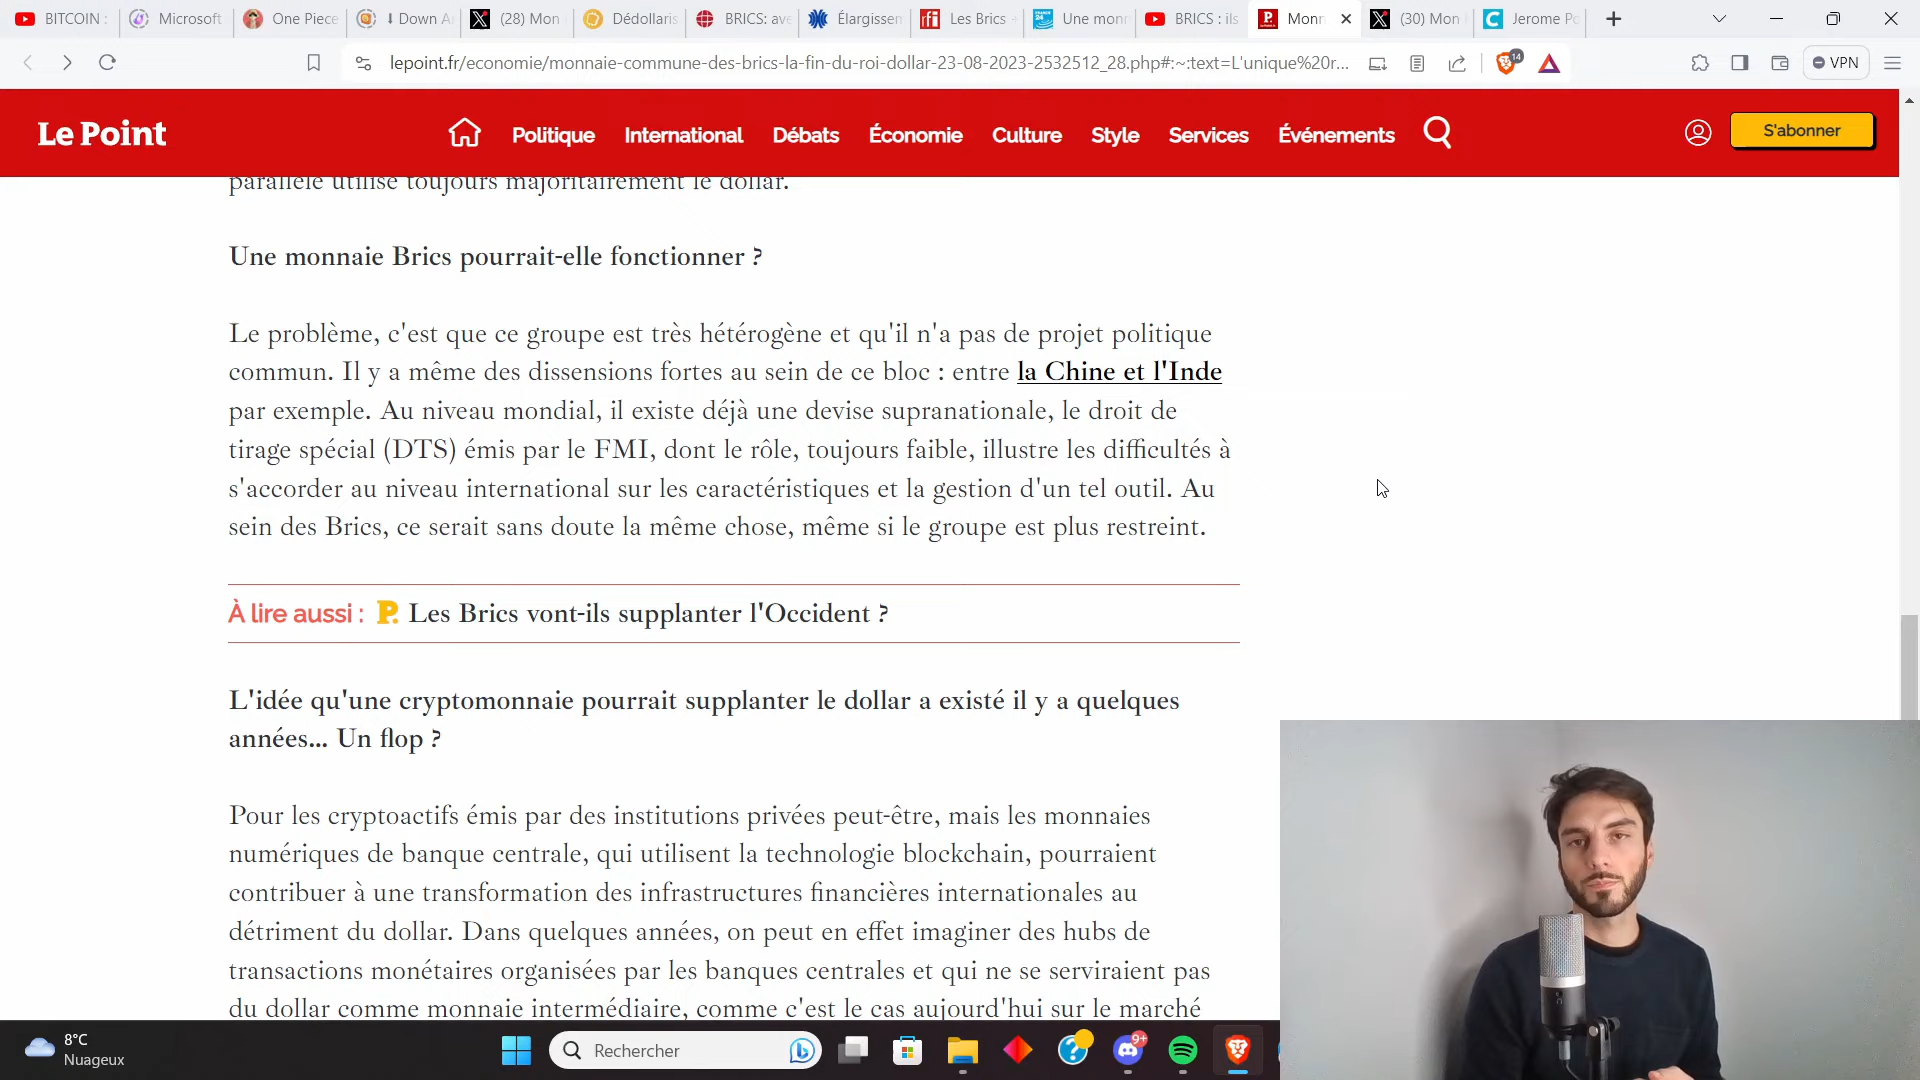 BITCOIN :
Microsoft
One Piece
(28) Mon
Dédollaris
BRICS: ave
Élargissem
Les Brics
Une monn
BRICS : ils
Monn
(30) Mon
Jerome Po
lepoint.fr/economie/monnaie-commune-des-brics-la-fin-du-roi-dollar-23-08-2023-2532512_28.php#:~:text=L'unique%20r...
14
VPN
Le Point
Politique
International
Débats
Économie
Culture
Style
Services
Événements
S'abonner
parallèle utilise toujours majoritairement le dollar.
Une monnaie Brics pourrait-elle fonctionner ?
Le problème, c'est que ce groupe est très hétérogène et qu'il n'a pas de projet politique
commun. Il y a même des dissensions fortes au sein de ce bloc : entre la Chine et l'Inde
par exemple. Au niveau mondial, il existe déjà une devise supranationale, le droit de
tirage spécial (DTS) émis par le FMI, dont le rôle, toujours faible, illustre les difficultés à
s'accorder au niveau international sur les caractéristiques et la gestion d'un tel outil. Au
sein des Brics, ce serait sans doute la même chose, même si le groupe est plus restreint.
À lire aussi : P. Les Brics vont-ils supplanter l'Occident ?
L'idée qu'une cryptomonnaie pourrait supplanter le dollar a existé il y a quelques
années... Un flop ?
Pour les cryptoactifs émis par des institutions privées peut-être, mais les monnaies
numériques de banque centrale, qui utilisent la technologie blockchain, pourraient
contribuer à une transformation des infrastructures financières internationales au
détriment du dollar. Dans quelques années, on peut en effet imaginer des hubs de
transactions monétaires organisées par les banques centrales et qui ne se serviraient pas
du dollar comme monnaie intermédiaire, comme c'est le cas aujourd'hui sur le marché
8°C
Nuageux
Rechercher
9+